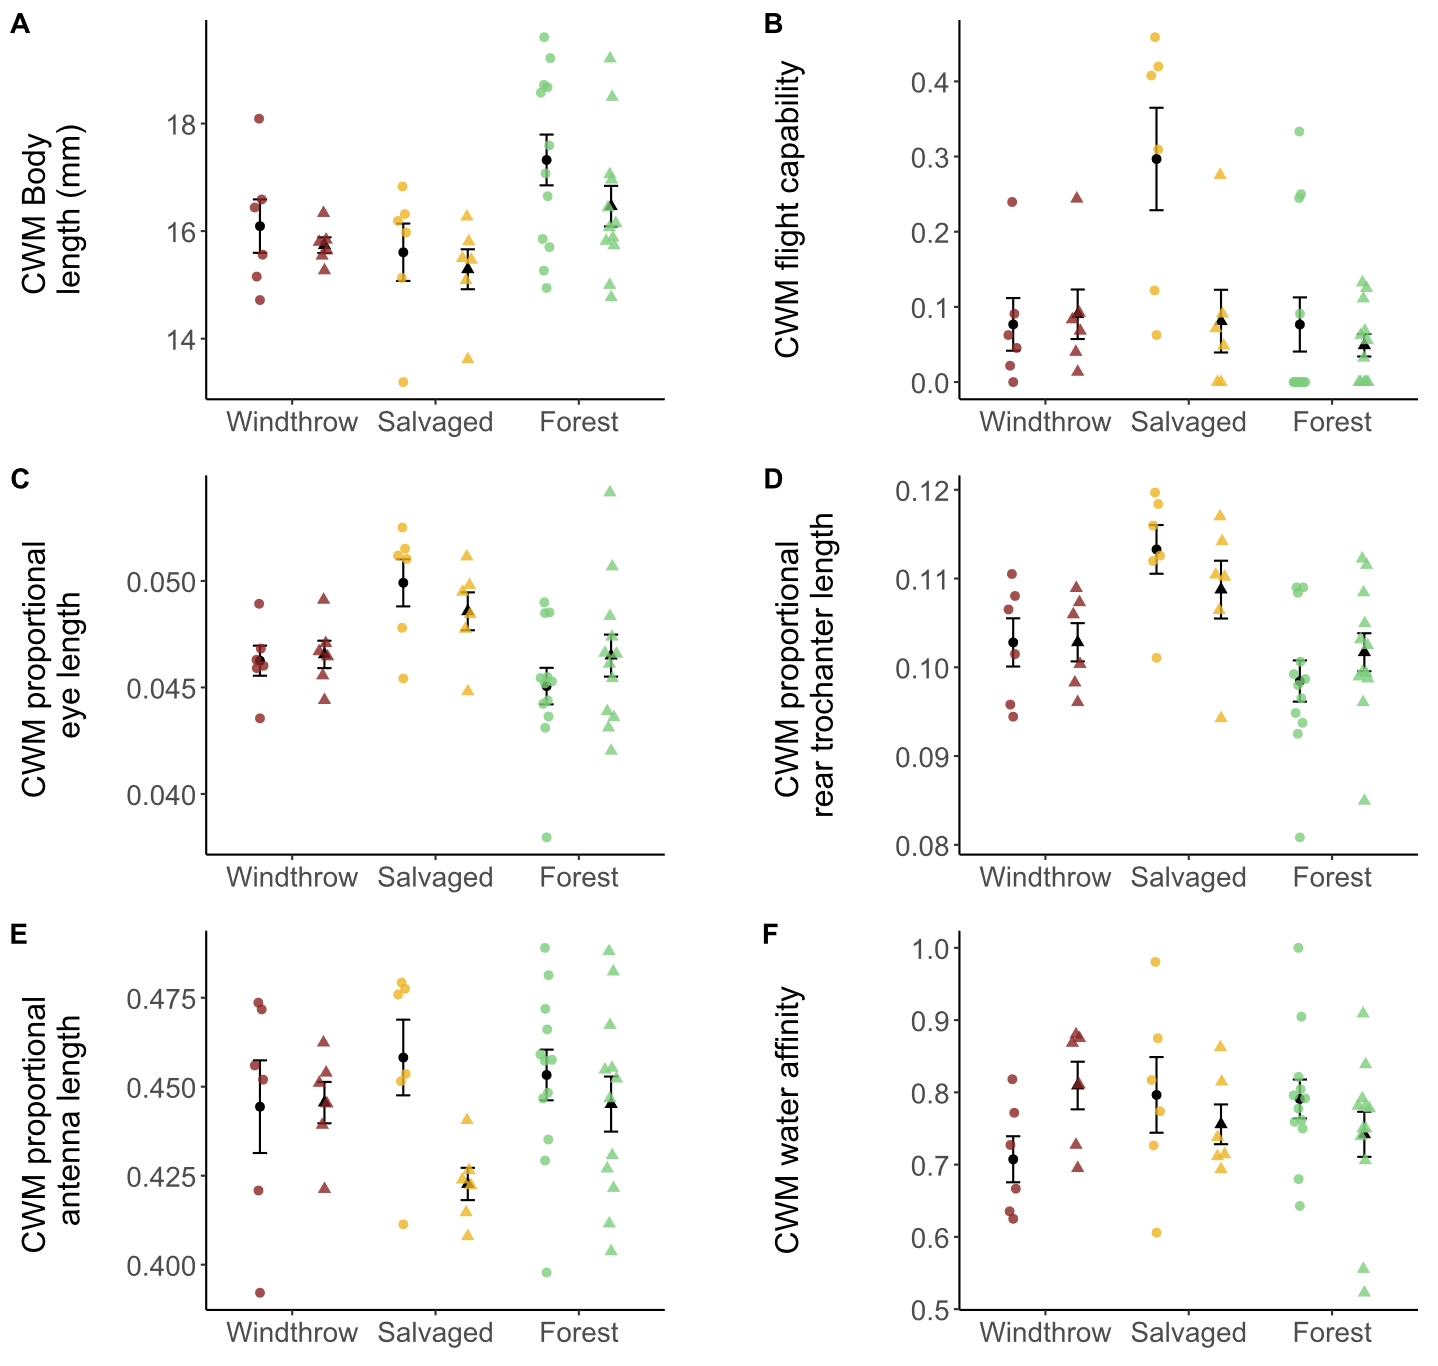 A
CWM Body
length (mm)
18
16
14
Windthrow Salvaged Forest
B
CWM flight capability
0.4
0.3
0.2
0.1
0.0
Windthrow Salvaged Forest
C
CWM proportional
eye length
0.050
0.045
0.040
Windthrow Salvaged Forest
D
CWM proportional
rear trochanter length
0.12
0.11
0.10
0.09
0.08
Windthrow Salvaged Forest
E
CWM proportional
antenna length
0.475
0.450
0.425
0.400
Windthrow Salvaged Forest
F
CWM water affinity
1.0
0.9
0.8
0.7
0.6
0.5
Windthrow Salvaged Forest